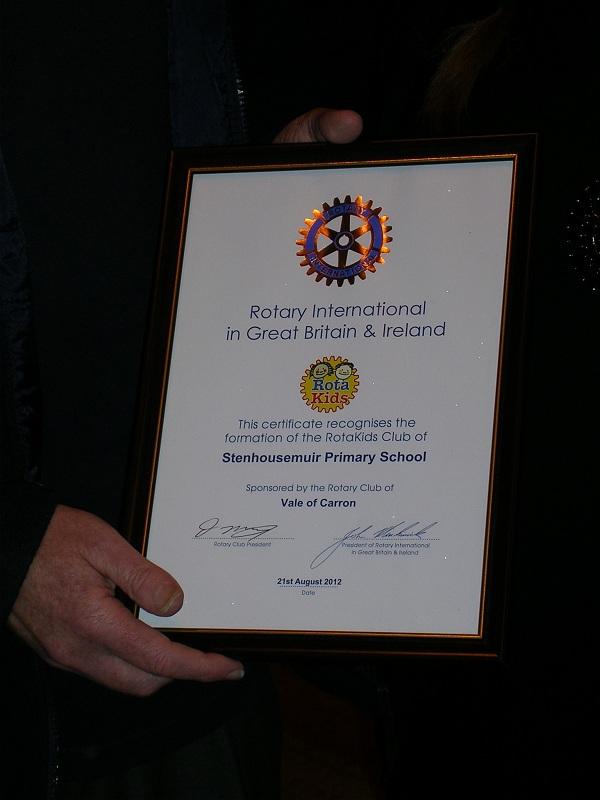 ROTARY
INTERNATIONAL
Rotary International
in Great Britain & Ireland
Rota
Kids
This certificate recognises the
formation of the RotaKids Club of
Stenhousemuir Primary School
Sponsored by the Rotary Club of
Vale of Carron
Rotary Club President
President of Rotary International
in Great Britain & Ireland
21st August 2012
Date